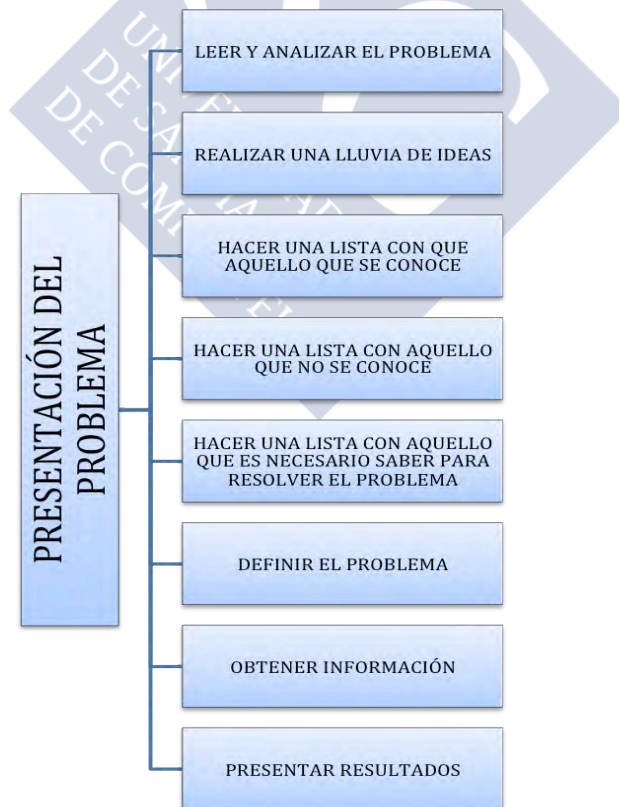 LEER Y ANALIZAR EL PROBLEMA
REALIZAR UNA LLUVIA DE IDEAS
HACER UNA LISTA CON QUE
AQUELLO QUE SE CONOCE
HACER UNA LISTA CON AQUELLO
QUE NO SE CONOCE
HACER UNA LISTA CON AQUELLO
QUE ES NECESARIO SABER PARA
RESOLVER EL PROBLEMA
DEFINIR EL PROBLEMA
OBTENER INFORMACIÓN
PRESENTAR RESULTADOS
PRESENTACIÓN DEL
PROBLEMA